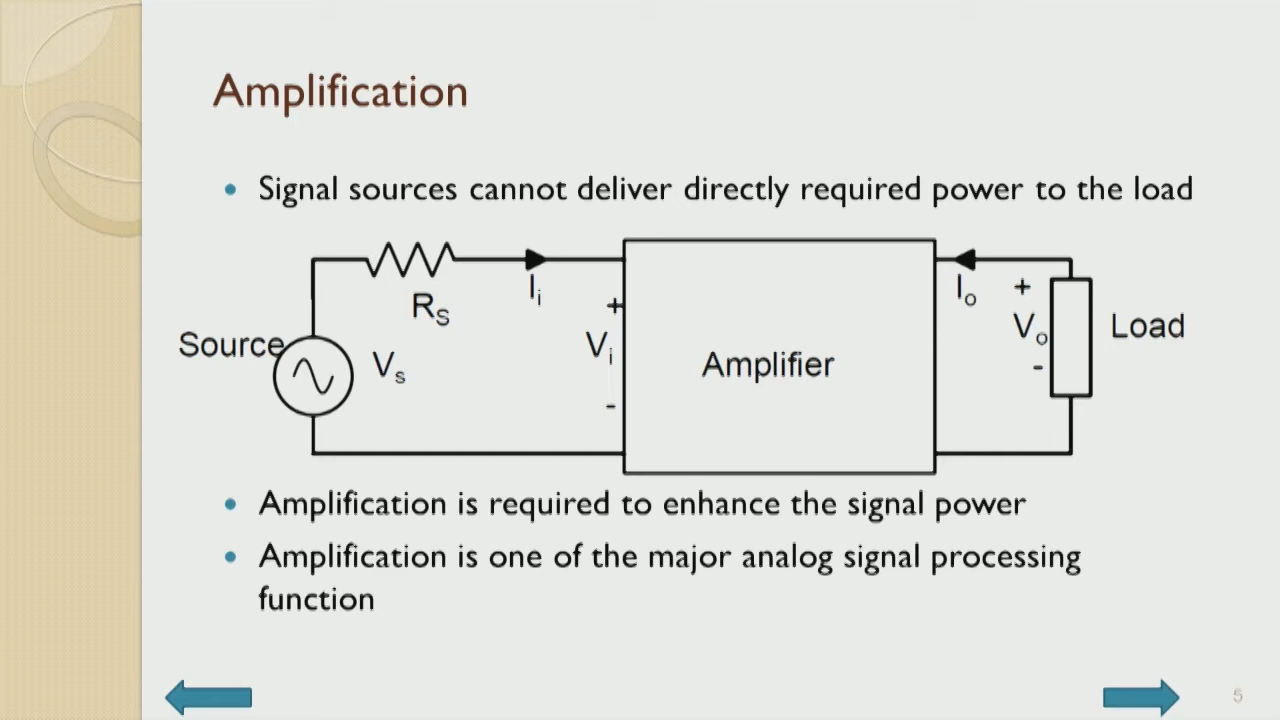 Amplification
• Signal sources cannot deliver directly required power to the load
Source
Vs
RS
Ii
+
Vi
-
Amplifier
Io
+
Vo
-
Load
• Amplification is required to enhance the signal power
• Amplification is one of the major analog signal processing
function
5